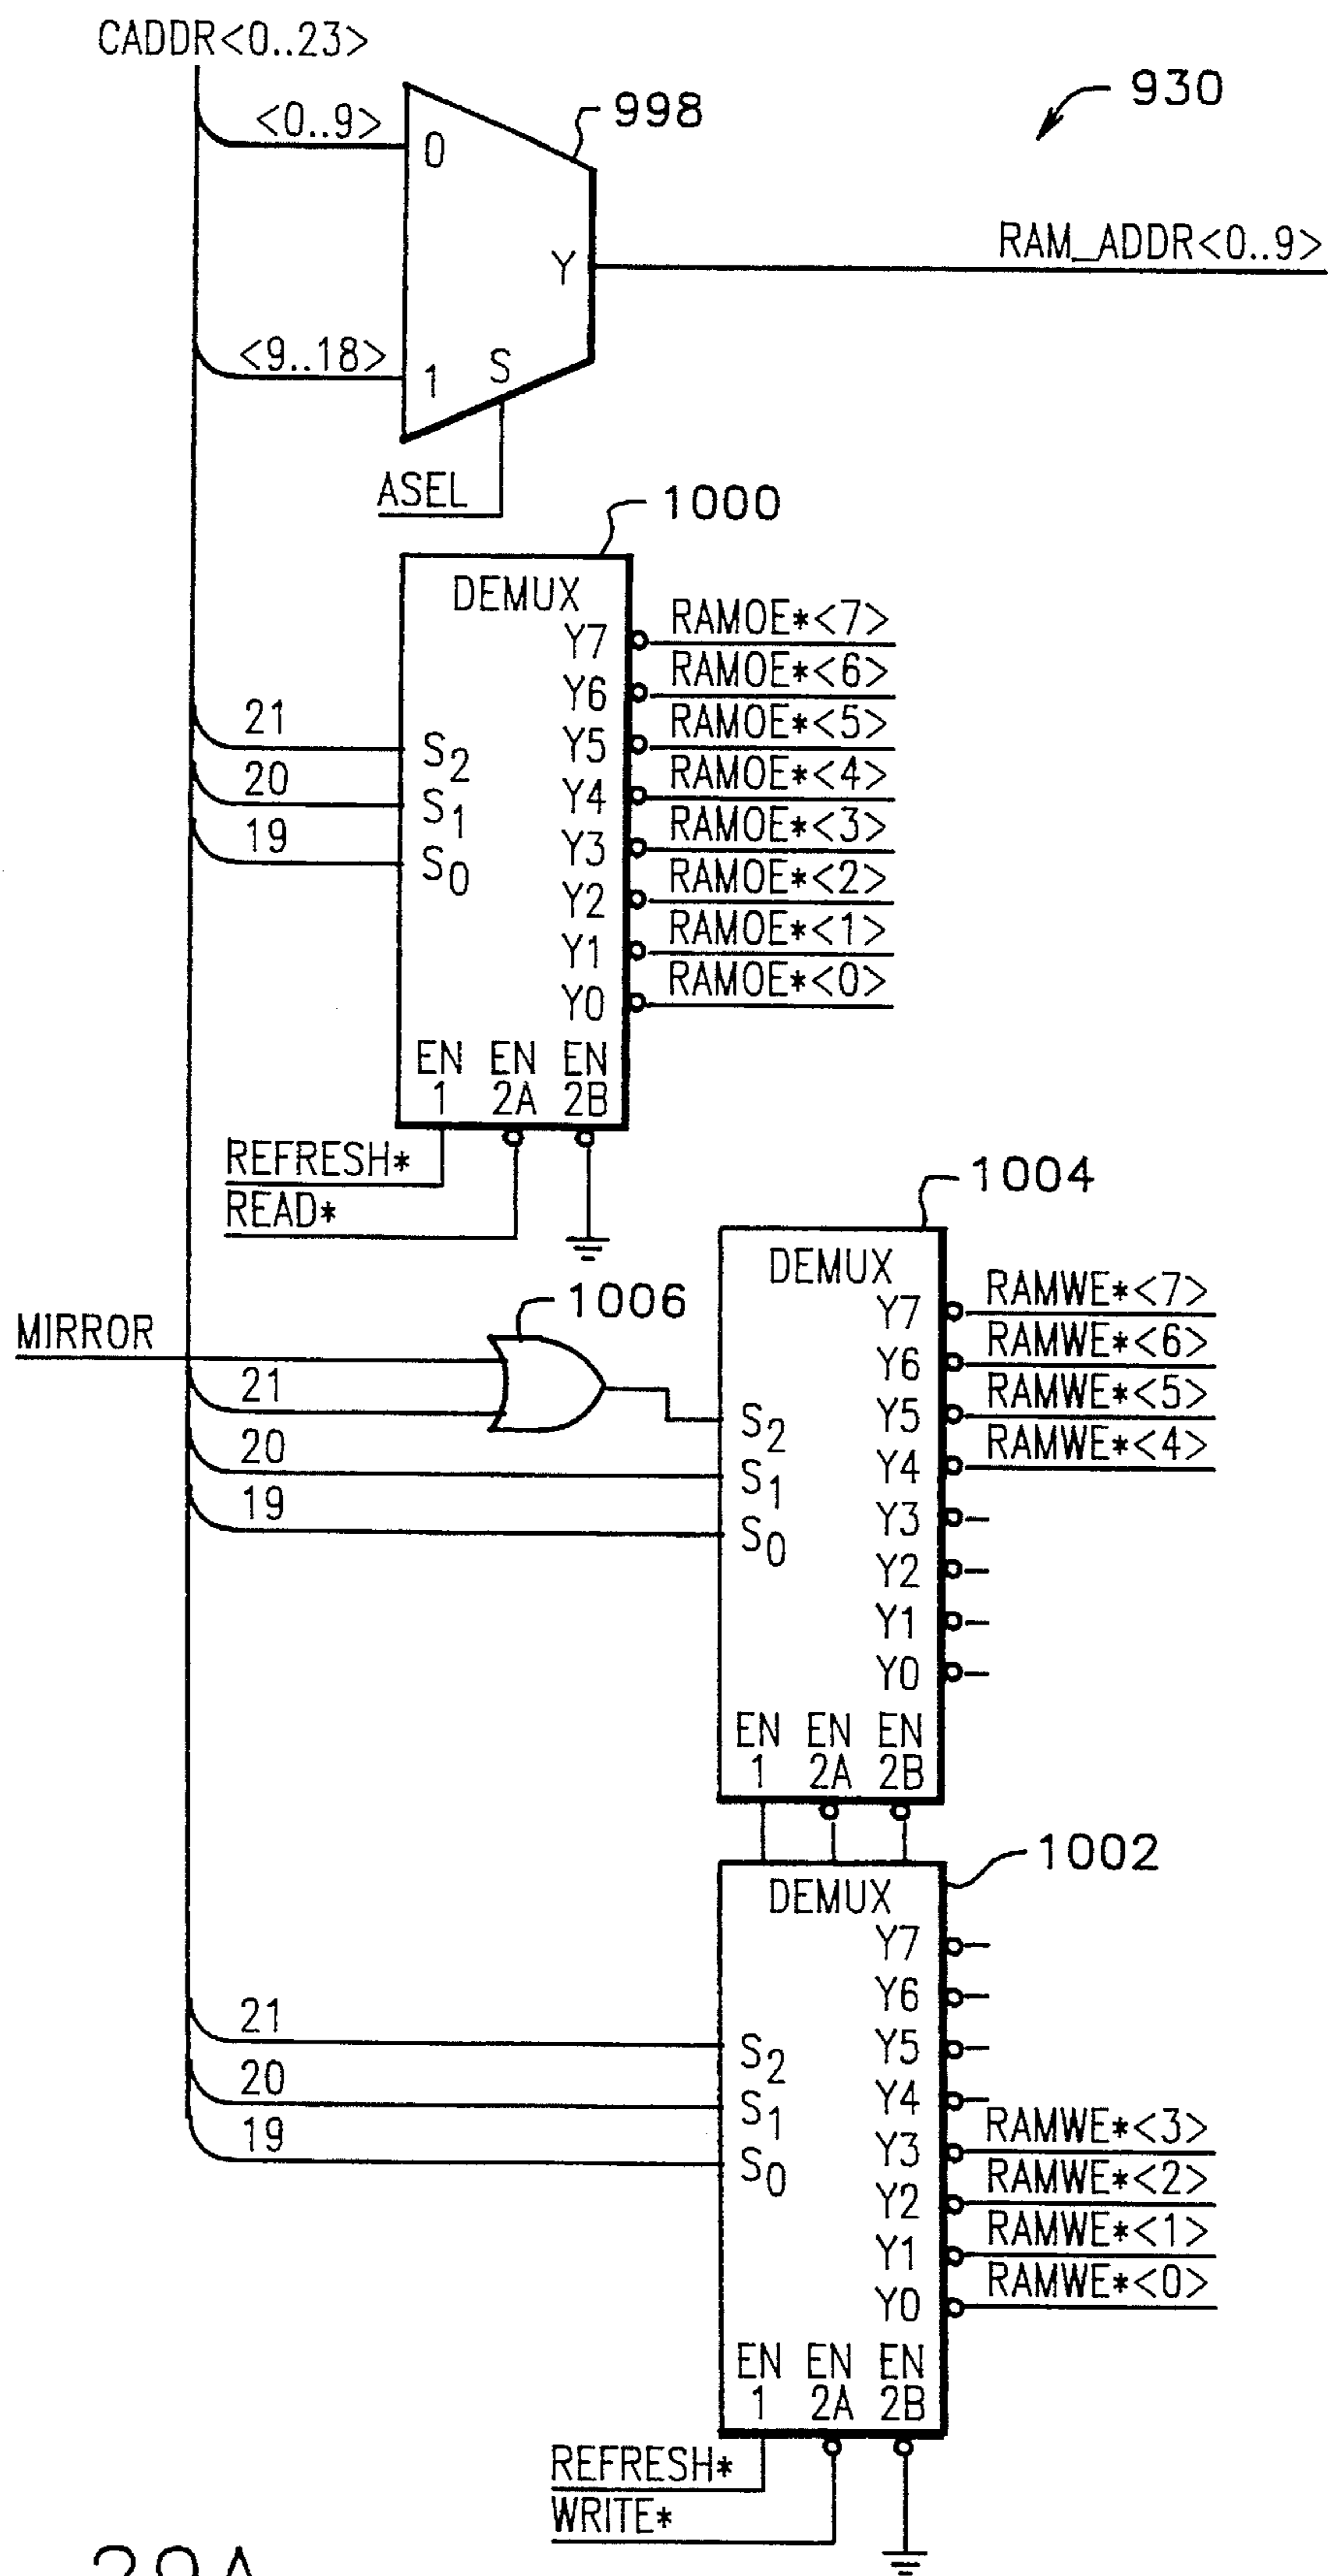 CADDR<0..23>
930
<0..9>
998
0
Y
RAM_ADDR<0..9>
<9..18>
1
S
ASEL
1000
DEMUX
Y7 RAMOE*<7>
Y6 RAMOE*<6>
21 S2 Y5 RAMOE*<5>
20 S1 Y4 RAMOE*<4>
19 S0 Y3 RAMOE*<3>
Y2 RAMOE*<2>
Y1 RAMOE*<1>
Y0 RAMOE*<0>
EN EN EN
1 2A 2B
REFRESH*
READ*
1004
DEMUX
MIRROR
1006
Y7 RAMWE*<7>
Y6 RAMWE*<6>
21 S2 Y5 RAMWE*<5>
20 S1 Y4 RAMWE*<4>
19 S0 Y3
Y2
Y1
Y0
EN EN EN
1 2A 2B
1002
DEMUX
Y7
Y6
21 S2 Y5
20 S1 Y4
19 S0 Y3 RAMWE*<3>
Y2 RAMWE*<2>
Y1 RAMWE*<1>
Y0 RAMWE*<0>
EN EN EN
1 2A 2B
REFRESH*
WRITE*
29A